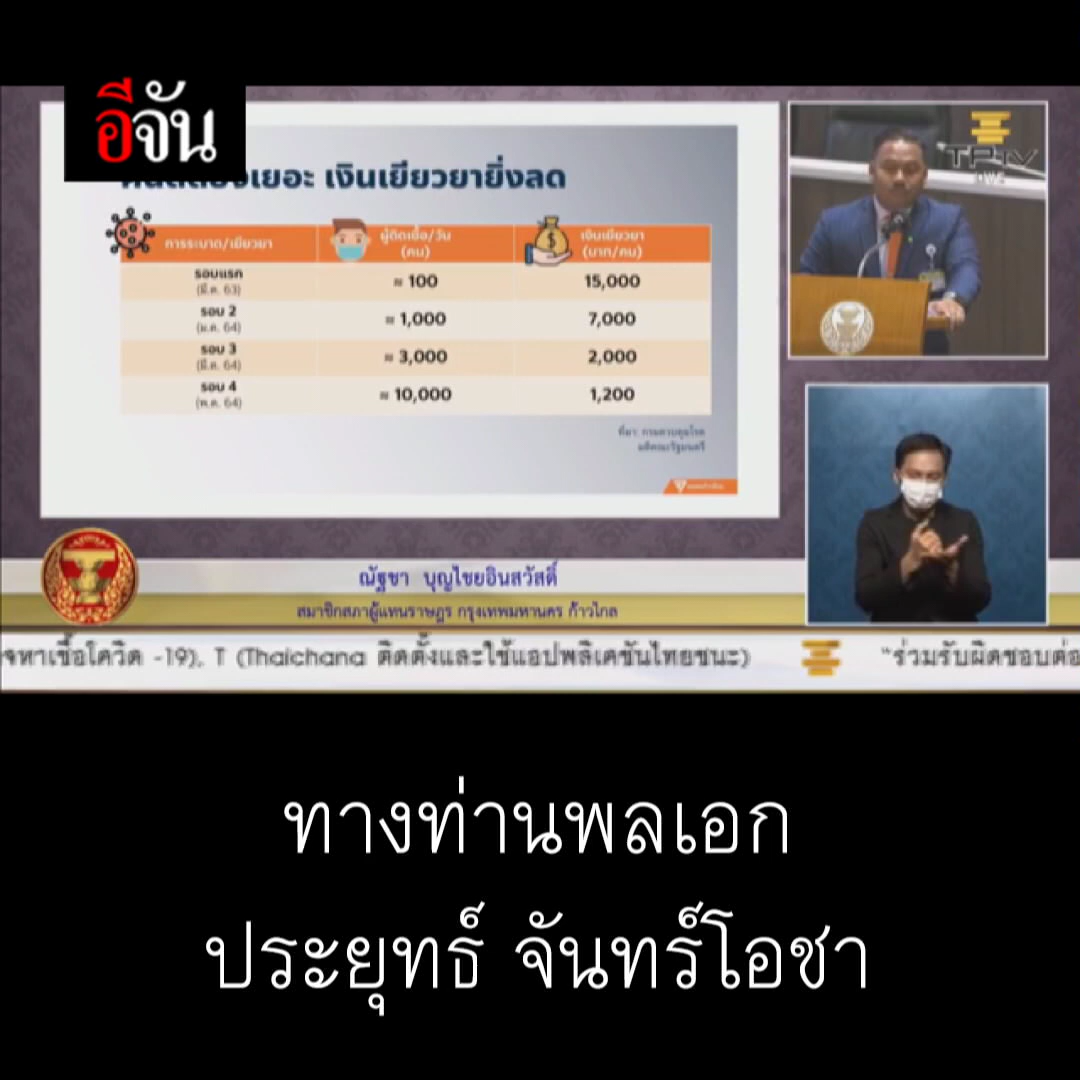 อีจัน
เยอะ เงินเยียวยายิ่งลด
การระบาด/เยียวยา
ผู้ติดเชื้อ/วัน
(คน)
เงินเยียวยา
(บาท/คน)
รอบแรก
(มี.ค. 63)
≈ 100
15,000
รอบ 2
(ม.ค. 64)
≈ 1,000
7,000
รอบ 3
(มี.ค. 64)
≈ 3,000
2,000
รอบ 4
(พ.ค. 64)
≈ 10,000
1,200
ที่มา: กรมควบคุมโรค
มติคณะรัฐมนตรี
TPTV
LIVE
ณัฐชา บุญไชยอินสวัสดิ์
สมาชิกสภาผู้แทนราษฎร กรุงเทพมหานคร ก้าวไกล
จหาเชื้อโควิด -19), T (Thaichana ติดตั้งและใช้แอปพลิเคชันไทยชนะ) "ร่วมรับผิดชอบต่อ
ทางท่านพลเอก
ประยุทธ์ จันทร์โอชา